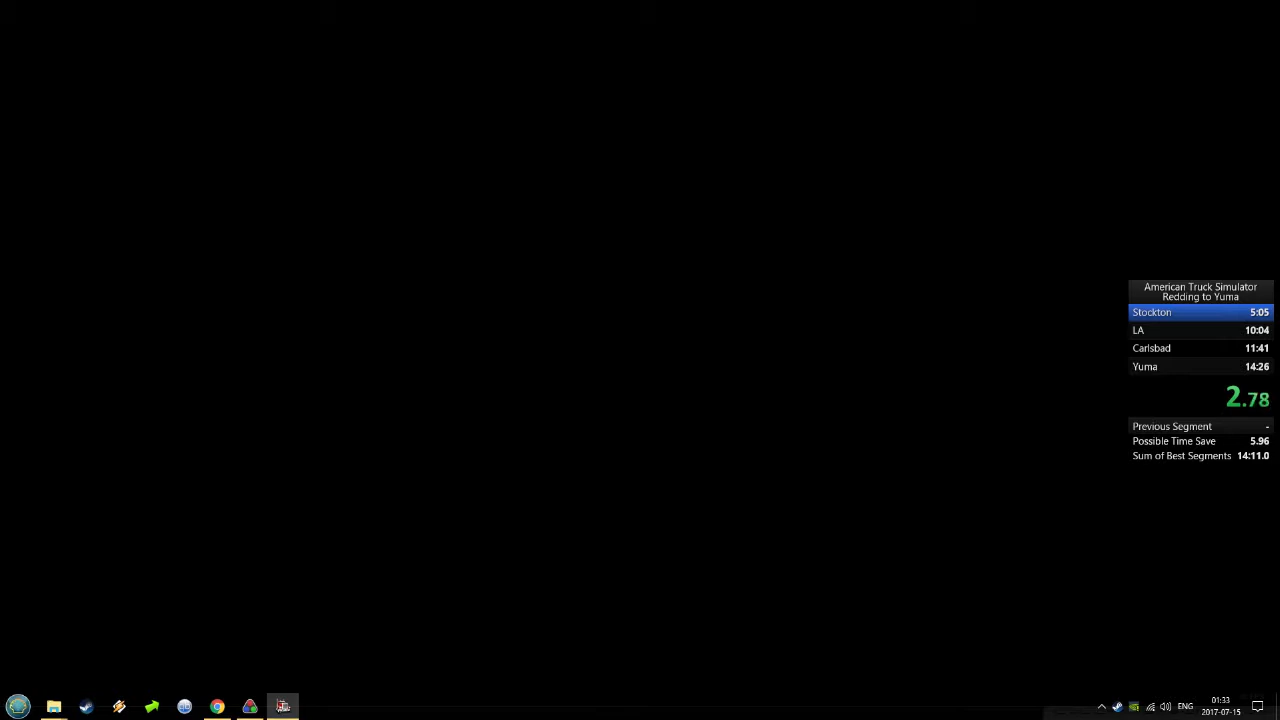 American Truck Simulator
Redding to Yuma
Stockton 5:05
LA 10:04
Carlsbad 11:41
Yuma 14:26
2.78
Previous Segment -
Possible Time Save 5.96
Sum of Best Segments 14:11.0
ENG
01:33
2017-07-15